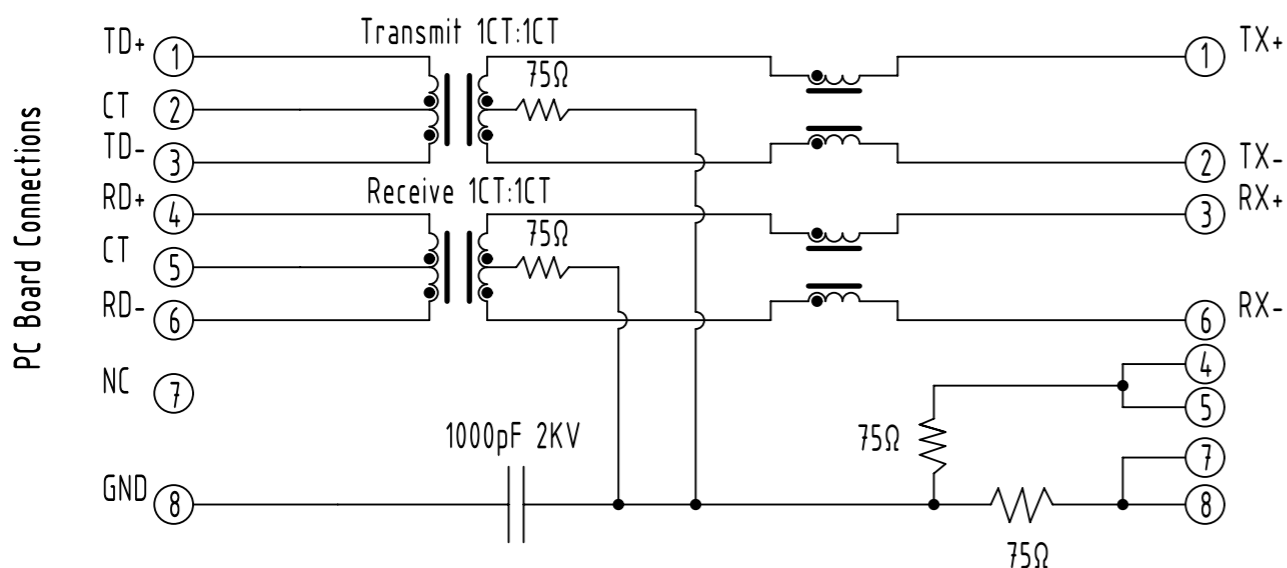 PC Board Connections
Transmit 1CT:1CT
TD+ 1
75Ω
1 TX+
CT 2
TD- 3
2 TX-
Receive 1CT:1CT
RD+ 4
75Ω
3 RX+
CT 5
RD- 6
6 RX-
NC 7
4
5
1000pF 2KV
75Ω
7
GND 8
8
75Ω